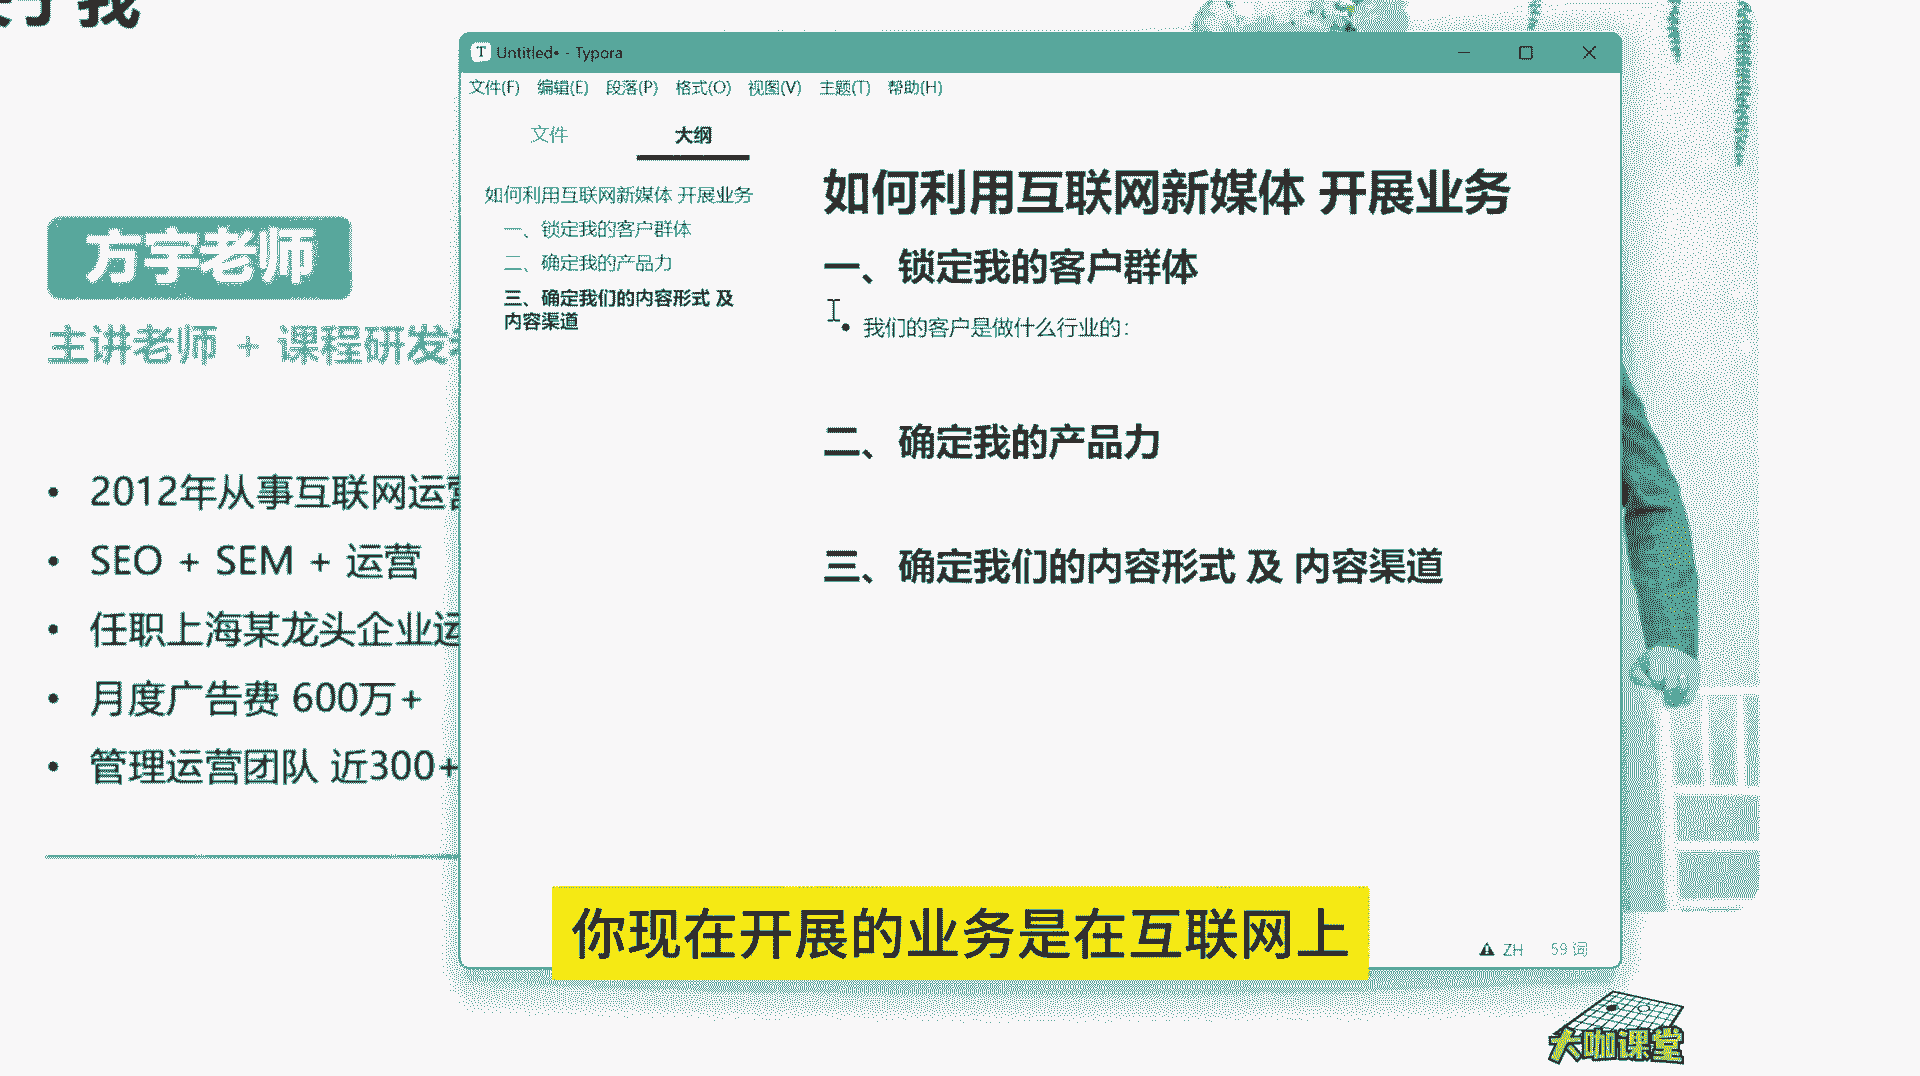 关于我
方宇老师
主讲老师 + 课程研发
• 2012年从事互联网运营
• SEO + SEM + 运营
• 任职上海某龙头企业运
• 月度广告费 600万+
• 管理运营团队 近300+
Untitled• - Typora
文件(F) 编辑(E) 段落(P) 格式(O) 视图(V) 主题(T) 帮助(H)
文件 大纲
如何利用互联网新媒体 开展业务
一、锁定我的客户群体
二、确定我的产品力
三、确定我们的内容形式 及
内容渠道
如何利用互联网新媒体 开展业务
一、锁定我的客户群体
• 我们的客户是做什么行业的：
二、确定我的产品力
三、确定我们的内容形式 及 内容渠道
ZH 59 词
你现在开展的业务是在互联网上
大咖课堂